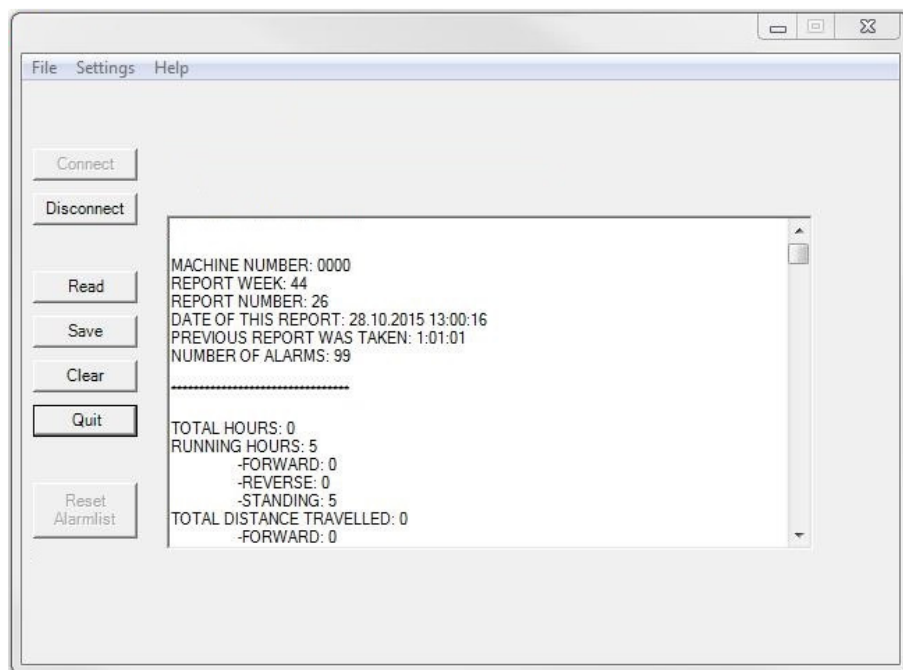 File Settings Help
Connect
Disconnect
Read
Save
Clear
Quit
Reset
Alarmlist
MACHINE NUMBER: 0000
REPORT WEEK: 44
REPORT NUMBER: 26
DATE OF THIS REPORT: 28.10.2015 13:00:16
PREVIOUS REPORT WAS TAKEN: 1:01:01
NUMBER OF ALARMS: 99
--------------------------------
TOTAL HOURS: 0
RUNNING HOURS: 5
-FORWARD: 0
-REVERSE: 0
-STANDING: 5
TOTAL DISTANCE TRAVELLED: 0
-FORWARD: 0